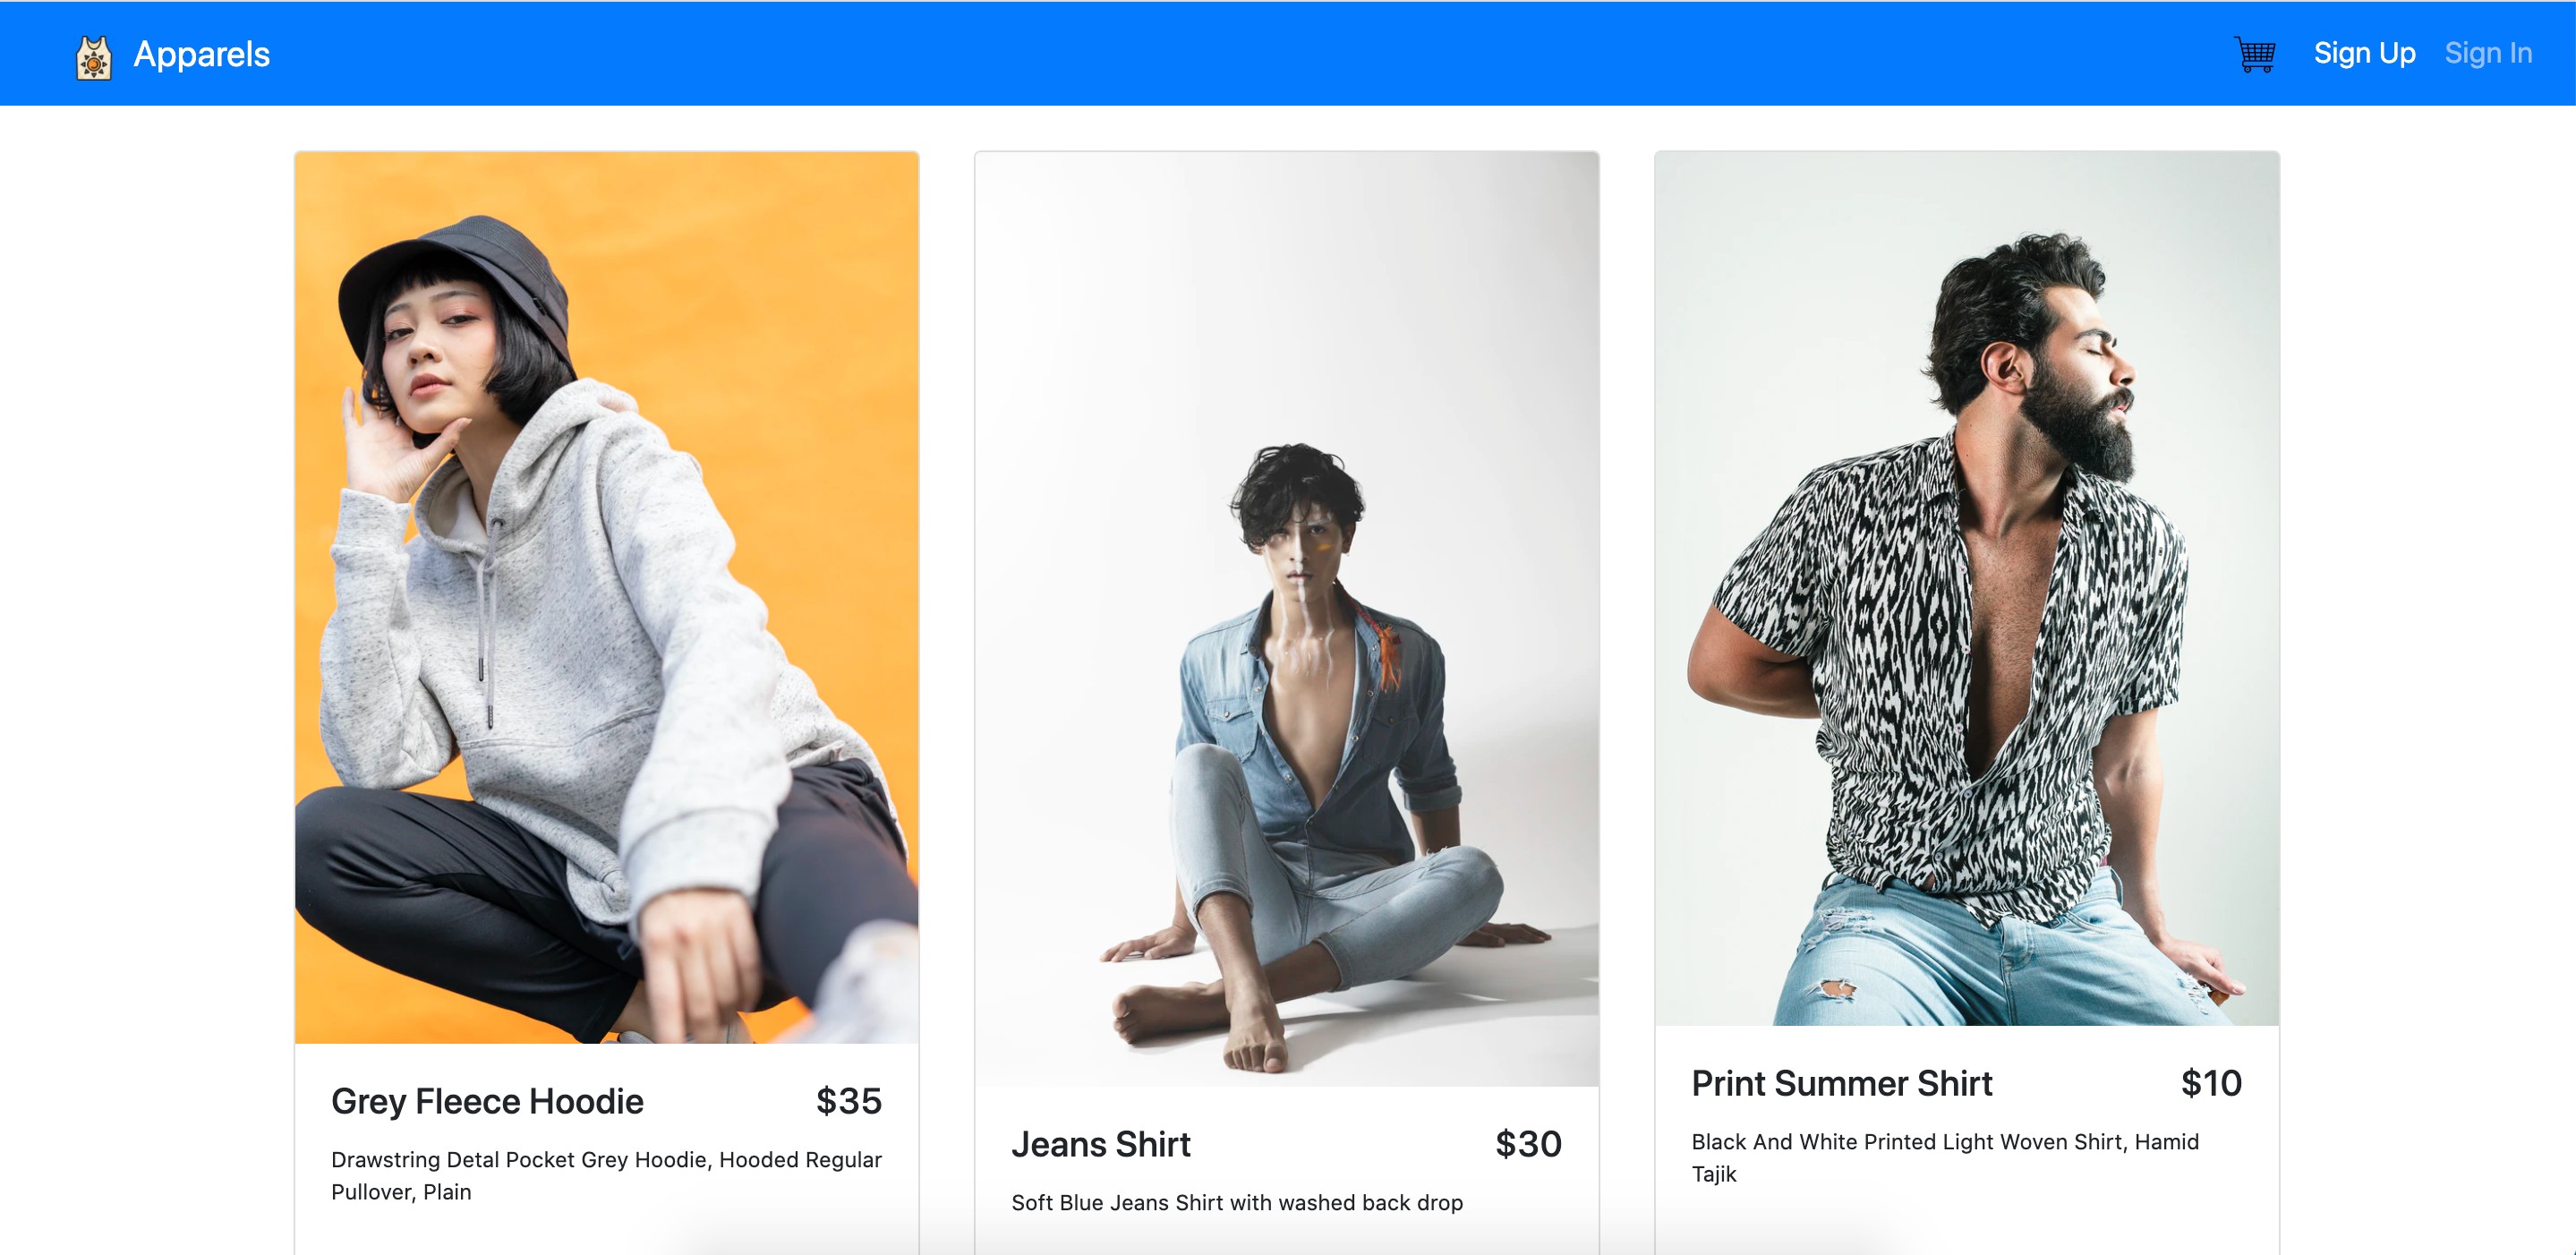 Apparels
Sign Up
Sign In
Grey Fleece Hoodie
$35
Drawstring Detal Pocket Grey Hoodie, Hooded Regular
Pullover, Plain
Jeans Shirt
$30
Soft Blue Jeans Shirt with washed back drop
Print Summer Shirt
$10
Black And White Printed Light Woven Shirt, Hamid
Tajik